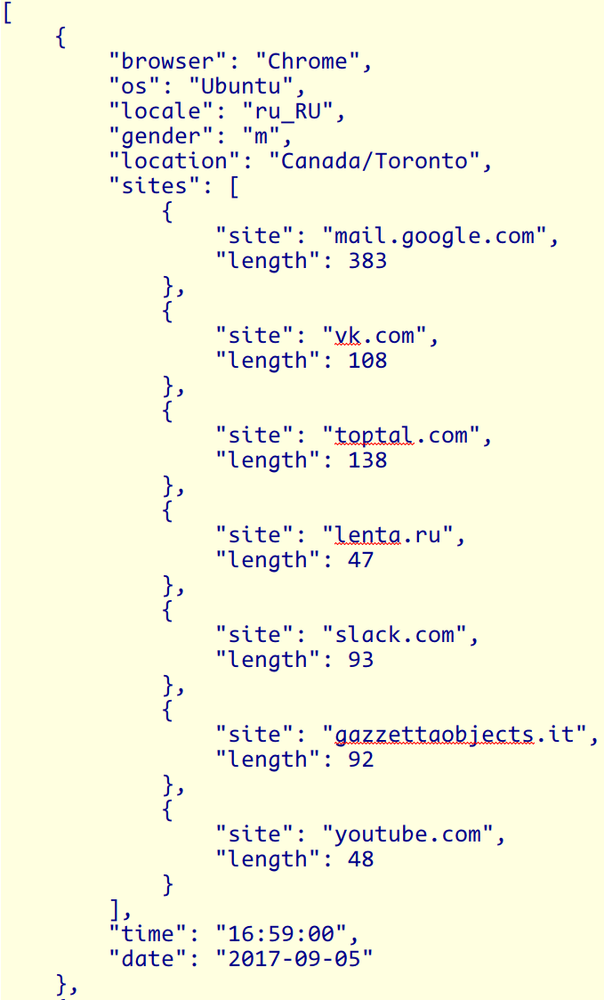 [
    {
        "browser": "Chrome",
        "os": "Ubuntu",
        "locale": "ru_RU",
        "gender": "m",
        "location": "Canada/Toronto",
        "sites": [
            {
                "site": "mail.google.com",
                "length": 383
            },
            {
                "site": "vk.com",
                "length": 108
            },
            {
                "site": "toptal.com",
                "length": 138
            },
            {
                "site": "lenta.ru",
                "length": 47
            },
            {
                "site": "slack.com",
                "length": 93
            },
            {
                "site": "gazzettaobjects.it",
                "length": 92
            },
            {
                "site": "youtube.com",
                "length": 48
            }
        ],
        "time": "16:59:00",
        "date": "2017-09-05"
    },